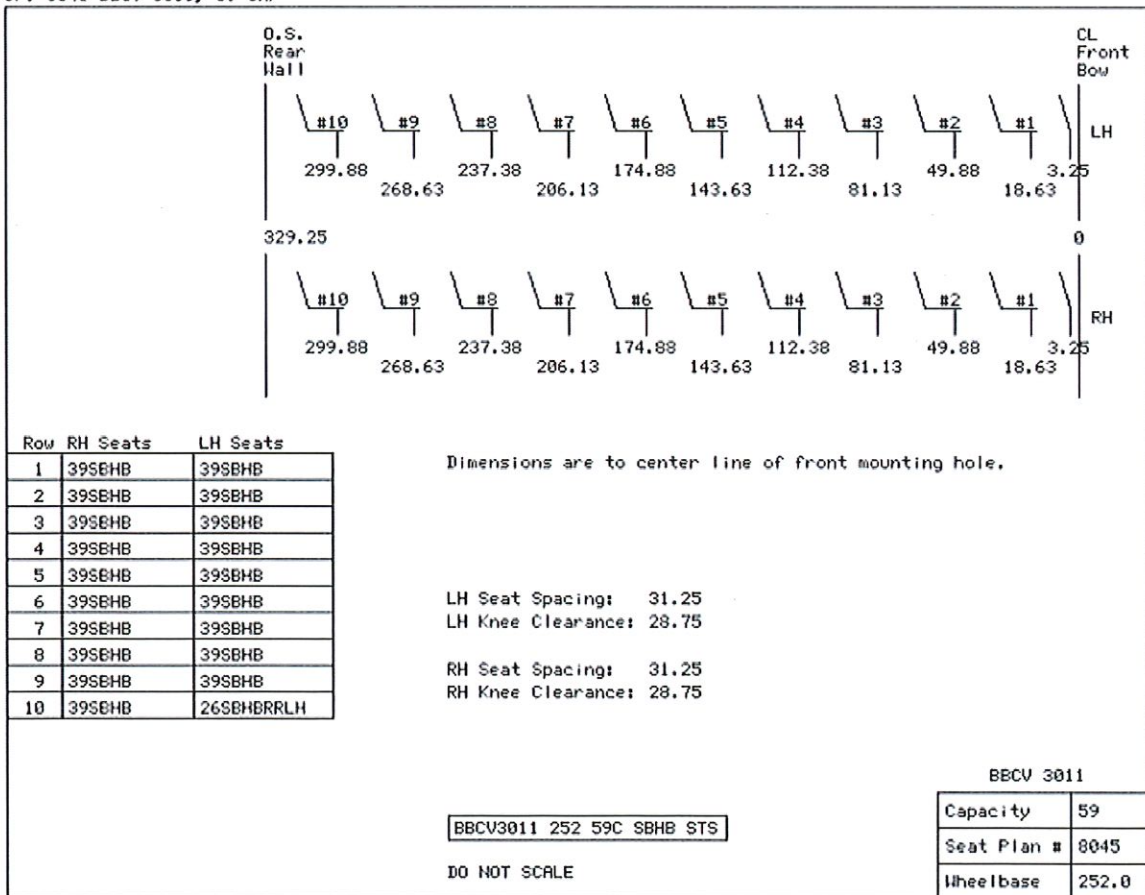 O.S.
Rear
Wall
CL
Front
Bow
#10 #9 #8 #7 #6 #5 #4 #3 #2 #1 LH
299.88 237.38 174.88 112.38 49.88 3.25
268.63 206.13 143.63 81.13 18.63
329.25 0
#10 #9 #8 #7 #6 #5 #4 #3 #2 #1 RH
299.88 237.38 174.88 112.38 49.88 3.25
268.63 206.13 143.63 81.13 18.63
Row RH Seats LH Seats
1 39SBHB 39SBHB
2 39SBHB 39SBHB
3 39SBHB 39SBHB
4 39SBHB 39SBHB
5 39SBHB 39SBHB
6 39SBHB 39SBHB
7 39SBHB 39SBHB
8 39SBHB 39SBHB
9 39SBHB 39SBHB
10 39SBHB 26SBHBRRLH
Dimensions are to center line of front mounting hole.
LH Seat Spacing: 31.25
LH Knee Clearance: 28.75
RH Seat Spacing: 31.25
RH Knee Clearance: 28.75
BBCV3011 252 59C SBHB STS
DO NOT SCALE
BBCV 3011
Capacity 59
Seat Plan # 8045
Wheelbase 252.0